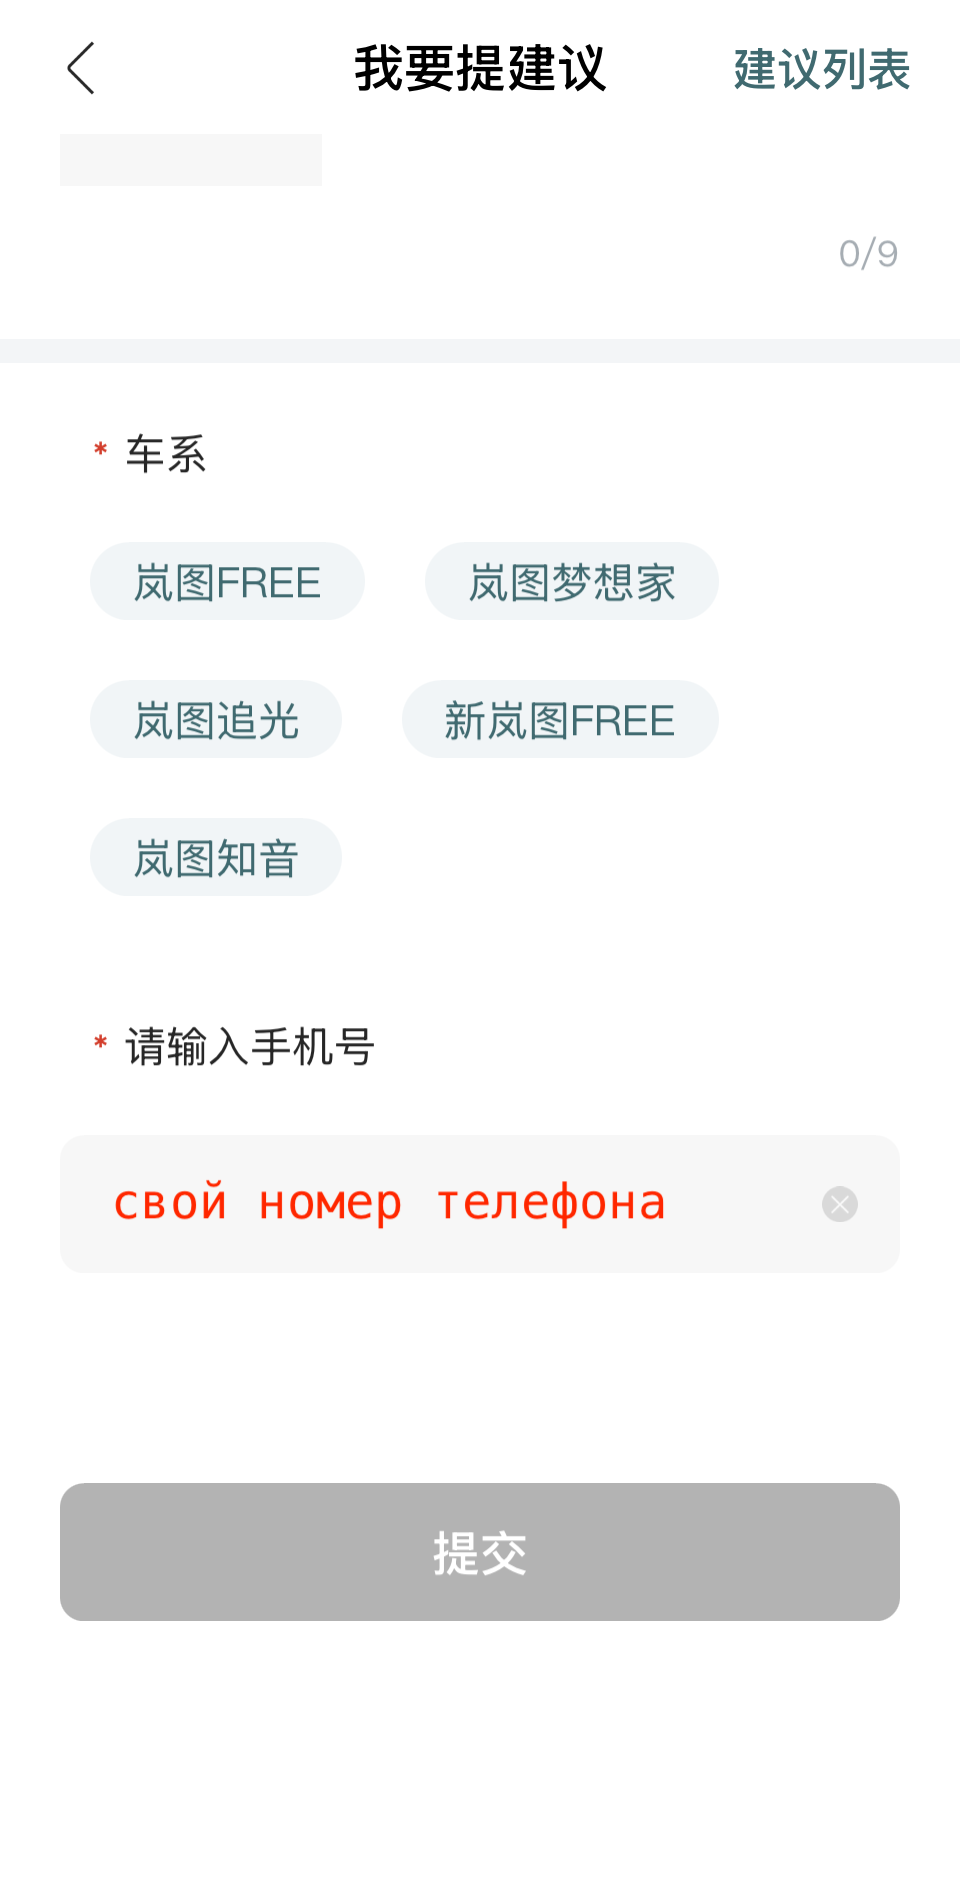 我要提建议 建议列表
0/9
* 车系
岚图FREE 岚图梦想家
岚图追光 新岚图FREE
岚图知音
* 请输入手机号
свой номер телефона
提交